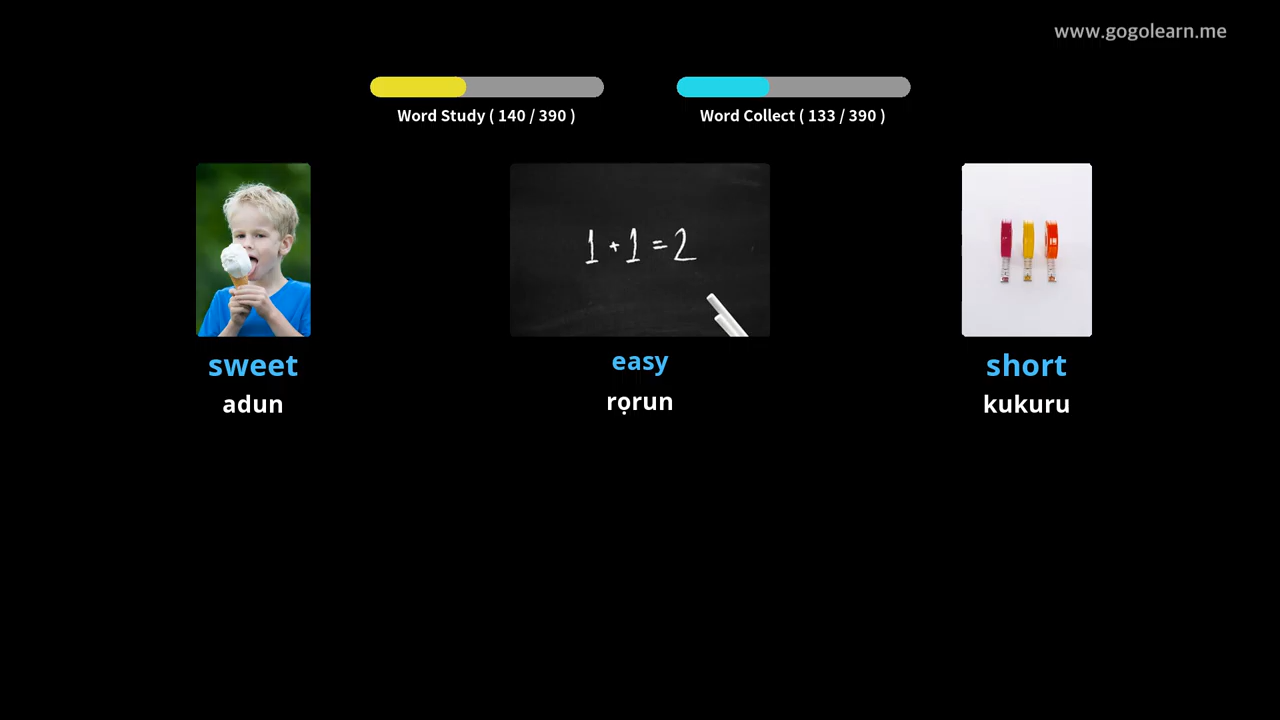 www.gogolearn.me
Word Study ( 140 / 390 )
Word Collect ( 133 / 390 )
1 + 1 = 2
sweet
adun
easy
rọrun
short
kukuru